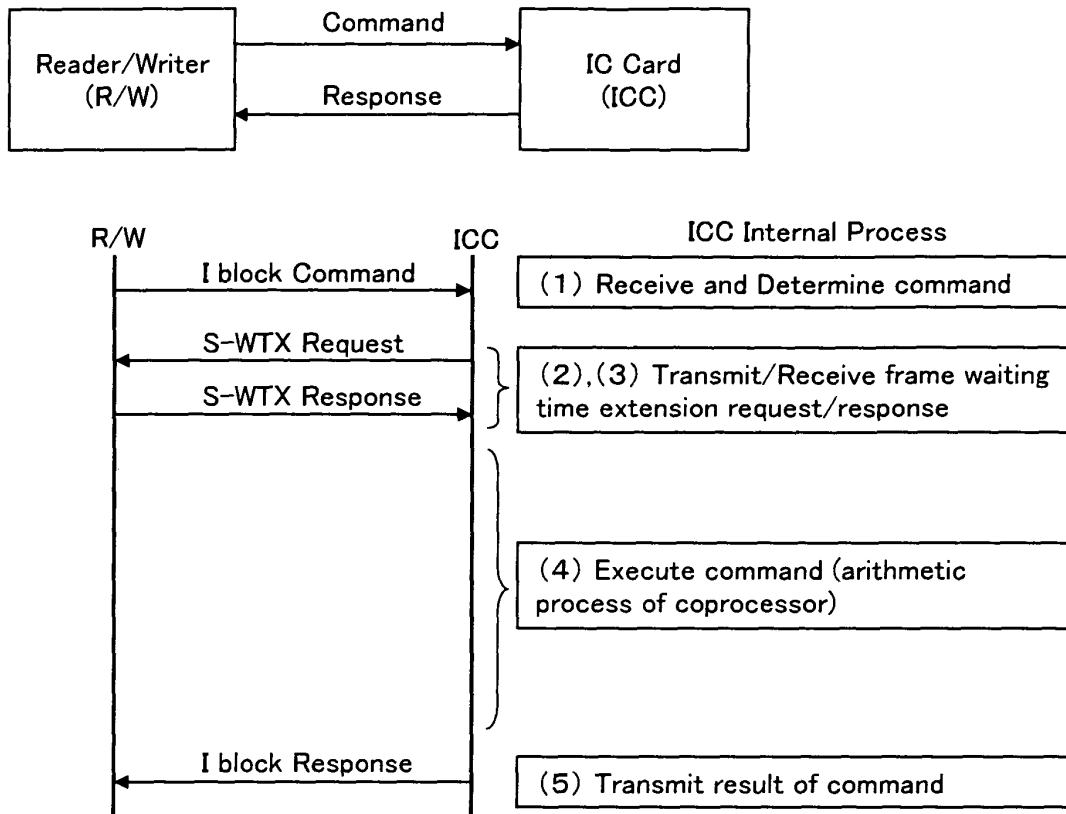 Command
Reader/Writer
(R/W)
IC Card
(ICC)
Response
R/W
ICC
ICC Internal Process
I block Command
(1) Receive and Determine command
S-WTX Request
(2),(3) Transmit/Receive frame waiting
time extension request/response
S-WTX Response
(4) Execute command (arithmetic
process of coprocessor)
I block Response
(5) Transmit result of command